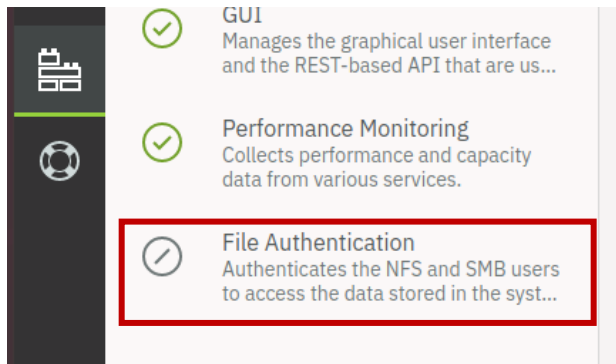 GUI
Manages the graphical user interface
and the REST-based API that are us...
Performance Monitoring
Collects performance and capacity
data from various services.
File Authentication
Authenticates the NFS and SMB users
to access the data stored in the syst...